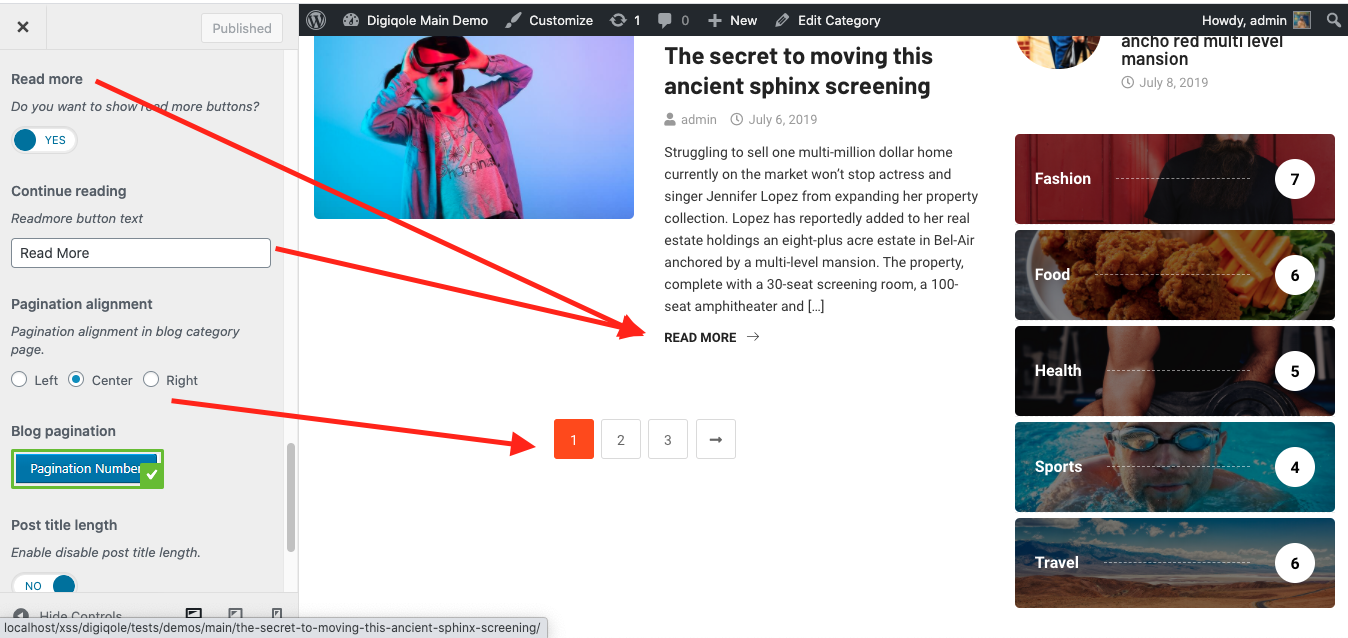 Published
Digiqole Main Demo
Customize
1
0
New
Edit Category
Howdy, admin
Read more
Do you want to show read more buttons?
YES
Continue reading
Readmore button text
Read More
Pagination alignment
Pagination alignment in blog category
page.
Left
Center
Right
Blog pagination
Pagination Number
Post title length
Enable disable post title length.
NO
Hide Controls
localhost/xss/digiqole/tests/demos/main/the-secret-to-moving-this-ancient-sphinx-screening/
The secret to moving this
ancient sphinx screening
admin
July 6, 2019
Struggling to sell one multi-million dollar home
currently on the market won’t stop actress and
singer Jennifer Lopez from expanding her property
collection. Lopez has reportedly added to her real
estate holdings an eight-plus acre estate in Bel-Air
anchored by a multi-level mansion. The property,
complete with a 30-seat screening room, a 100-
seat amphitheater and […]
READ MORE
1
2
3
ancho red multi level
mansion
July 8, 2019
Fashion
7
Food
6
Health
5
Sports
4
Travel
6